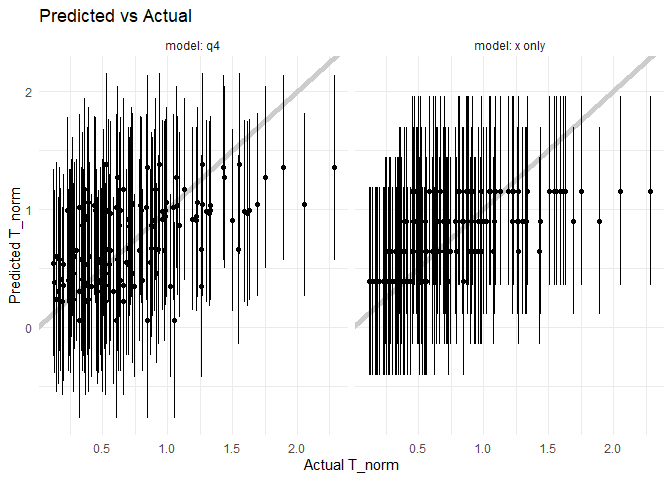 Predicted vs Actual
model: q4
model: x only
2
1
0
Predicted T_norm
0.5
1.0
1.5
2.0
0.5
1.0
1.5
2.0
Actual T_norm